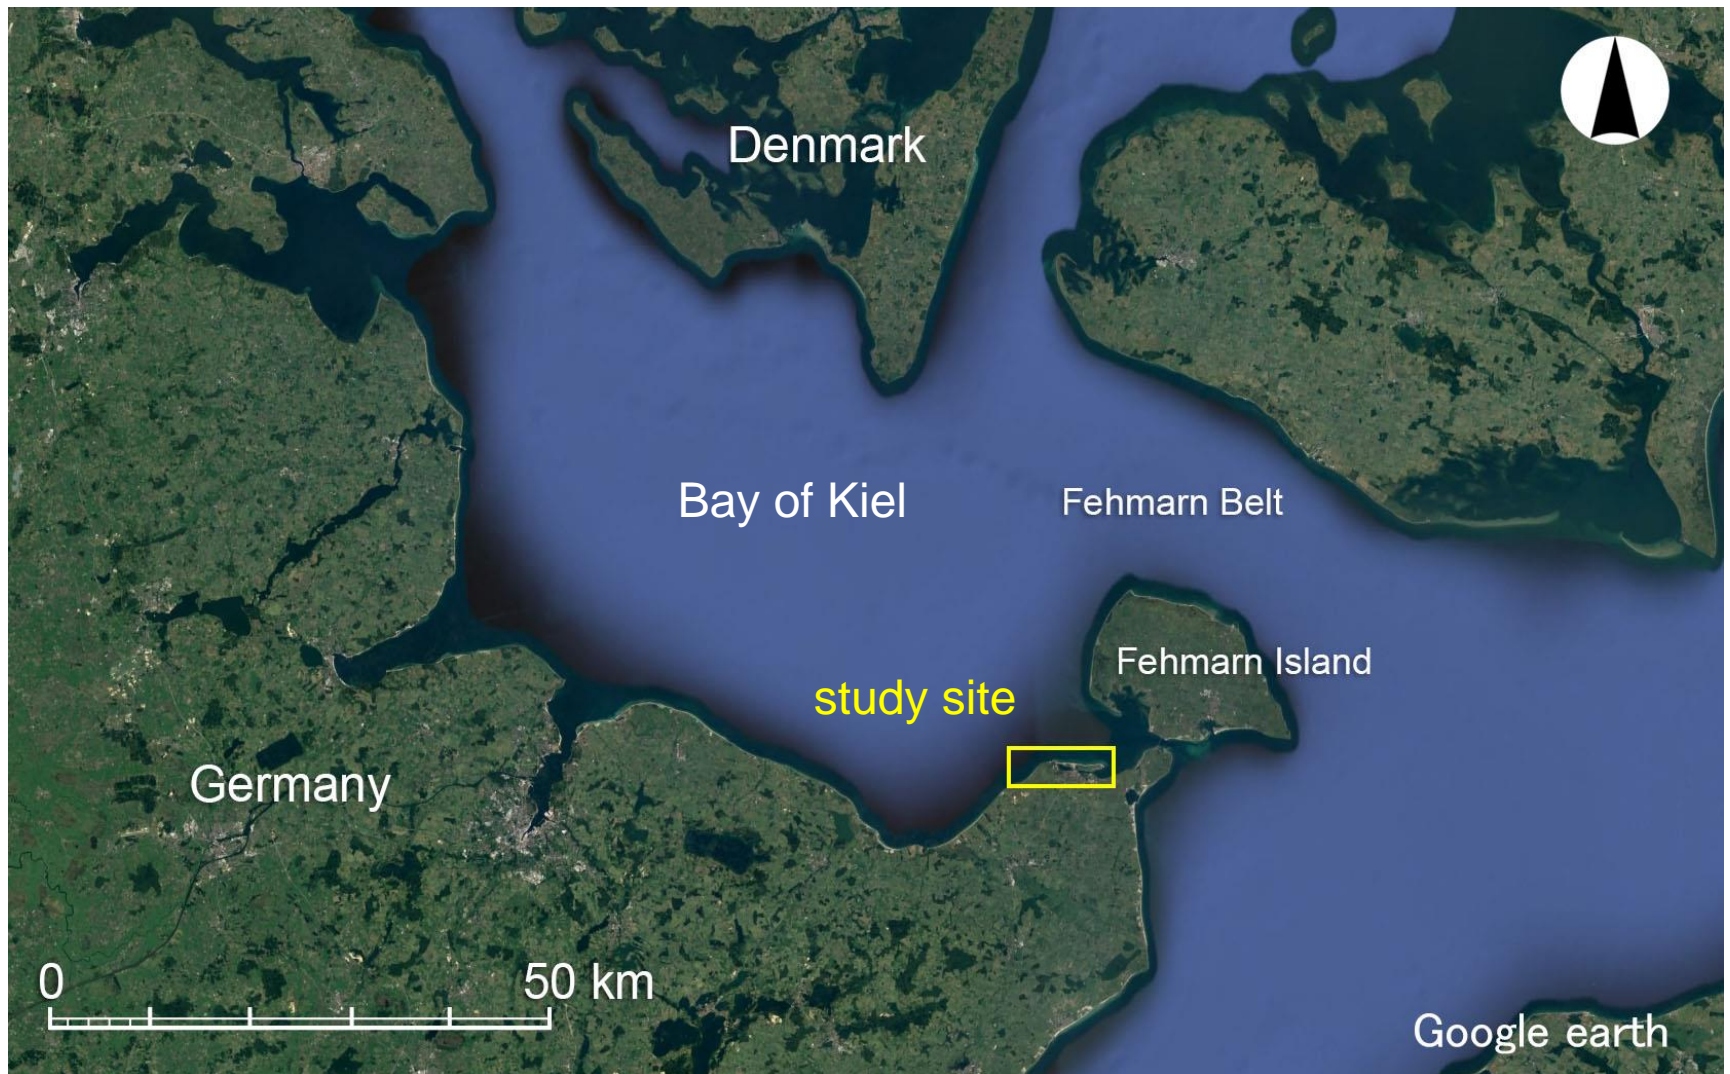 Denmark
Bay of Kiel
Fehmarn Belt
Fehmarn Island
study site
Germany
0 50 km
Google earth